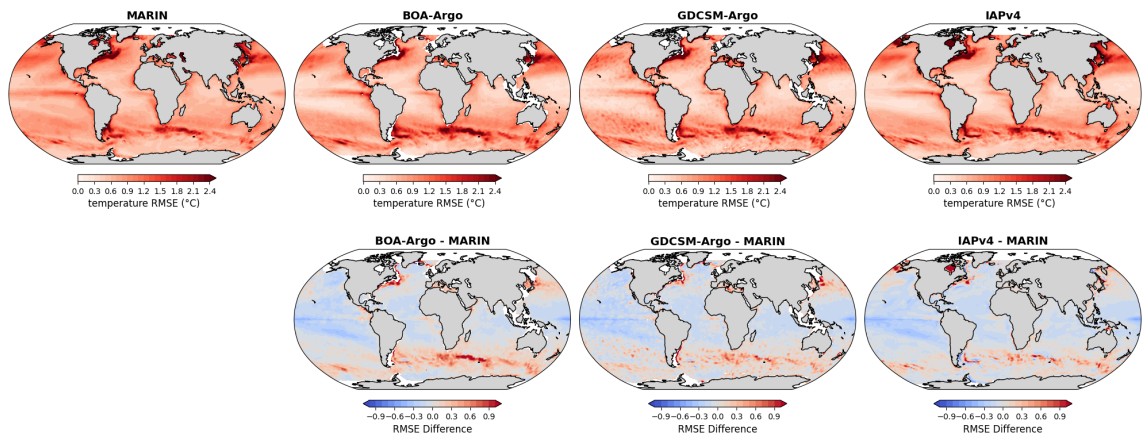 MARIN
BOA-Argo
GDCSM-Argo
IAPv4
0.0 0.3 0.6 0.9 1.2 1.5 1.8 2.1 2.4
temperature RMSE (°C)
0.0 0.3 0.6 0.9 1.2 1.5 1.8 2.1 2.4
temperature RMSE (°C)
0.0 0.3 0.6 0.9 1.2 1.5 1.8 2.1 2.4
temperature RMSE (°C)
0.0 0.3 0.6 0.9 1.2 1.5 1.8 2.1 2.4
temperature RMSE (°C)
BOA-Argo - MARIN
GDCSM-Argo - MARIN
IAPv4 - MARIN
−0.9 −0.6 −0.3 0.0 0.3 0.6 0.9
RMSE Difference
−0.9 −0.6 −0.3 0.0 0.3 0.6 0.9
RMSE Difference
−0.9 −0.6 −0.3 0.0 0.3 0.6 0.9
RMSE Difference